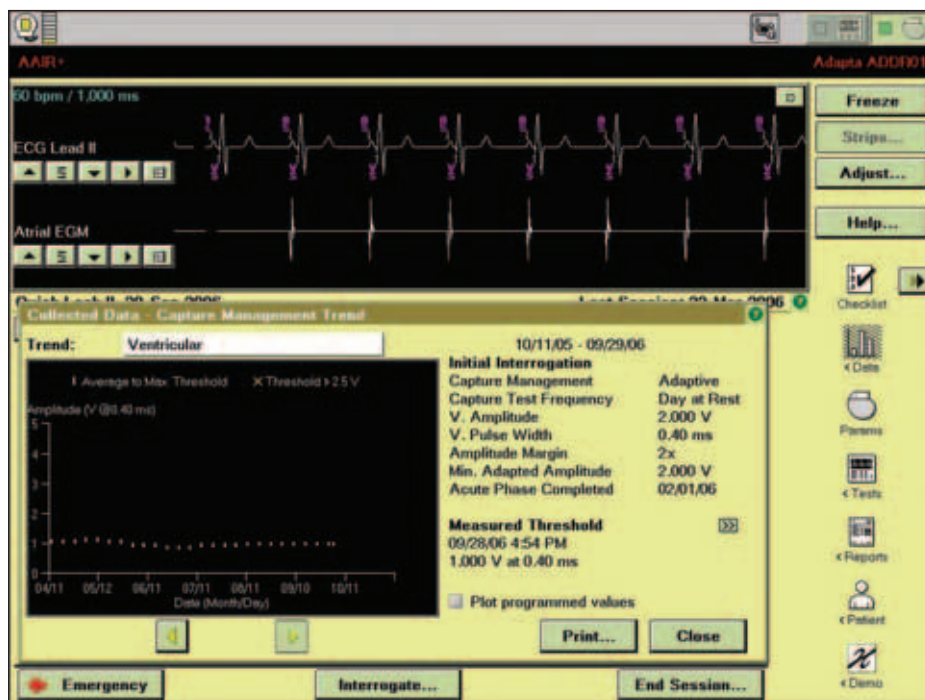 AAIR+
Adapta ADDR01
60 bpm / 1,000 ms
Freeze
ECG Lead II
Strips...
S
Adjust...
Help...
Atrial EGM
S
Checklist
Collected Data - Capture Management Trend
Trend: Ventricular
10/11/05 - 09/29/06
Initial Interrogation
Average to Max. Threshold
Threshold > 2.5 V
Capture Management Adaptive
Capture Test Frequency Day at Rest
Amplitude (V @0.40 ms)
V. Amplitude 2.000 V
V. Pulse Width 0.40 ms
Amplitude Margin 2x
Min. Adapted Amplitude 2.000 V
Acute Phase Completed 02/01/06
5
4
3
2
1
0
04/11 05/12 06/11 07/11 08/11 09/10 10/11
Date (Month/Day)
Measured Threshold >>
09/28/06 4:54 PM
1.000 V at 0.40 ms
Plot programmed values
Print...
Close
< Data
Params
< Tests
< Reports
< Patient
< Demo
Emergency
Interrogate...
End Session...